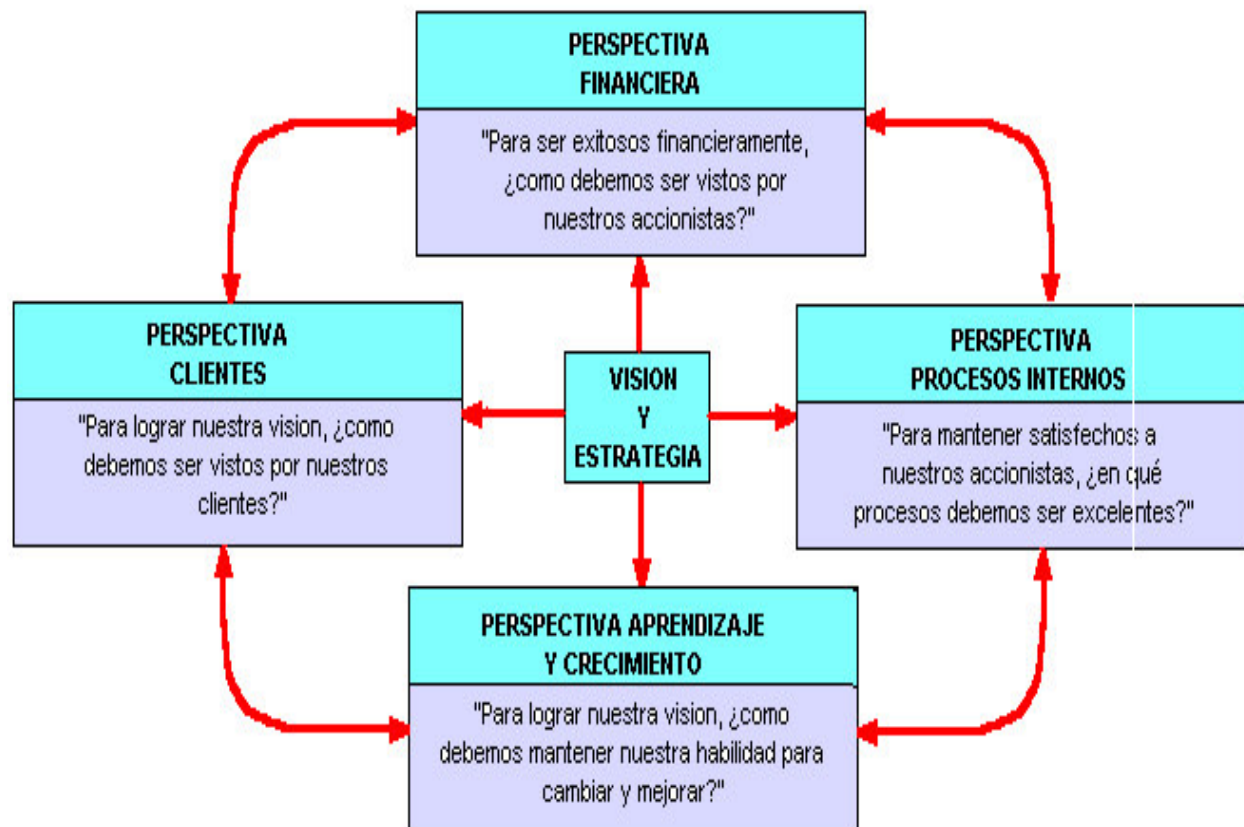 PERSPECTIVA
FINANCIERA
"Para ser exitosos financieramente,
¿como debemos ser vistos por
nuestros accionistas?"
PERSPECTIVA
CLIENTES
"Para lograr nuestra vision, ¿como
debemos ser vistos por nuestros
clientes?"
VISION
Y
ESTRATEGIA
PERSPECTIVA
PROCESOS INTERNOS
"Para mantener satisfechos a
nuestros accionistas, ¿en qué
procesos debemos ser excelentes?"
PERSPECTIVA APRENDIZAJE
Y CRECIMIENTO
"Para lograr nuestra vision, ¿como
debemos mantener nuestra habilidad para
cambiar y mejorar?"